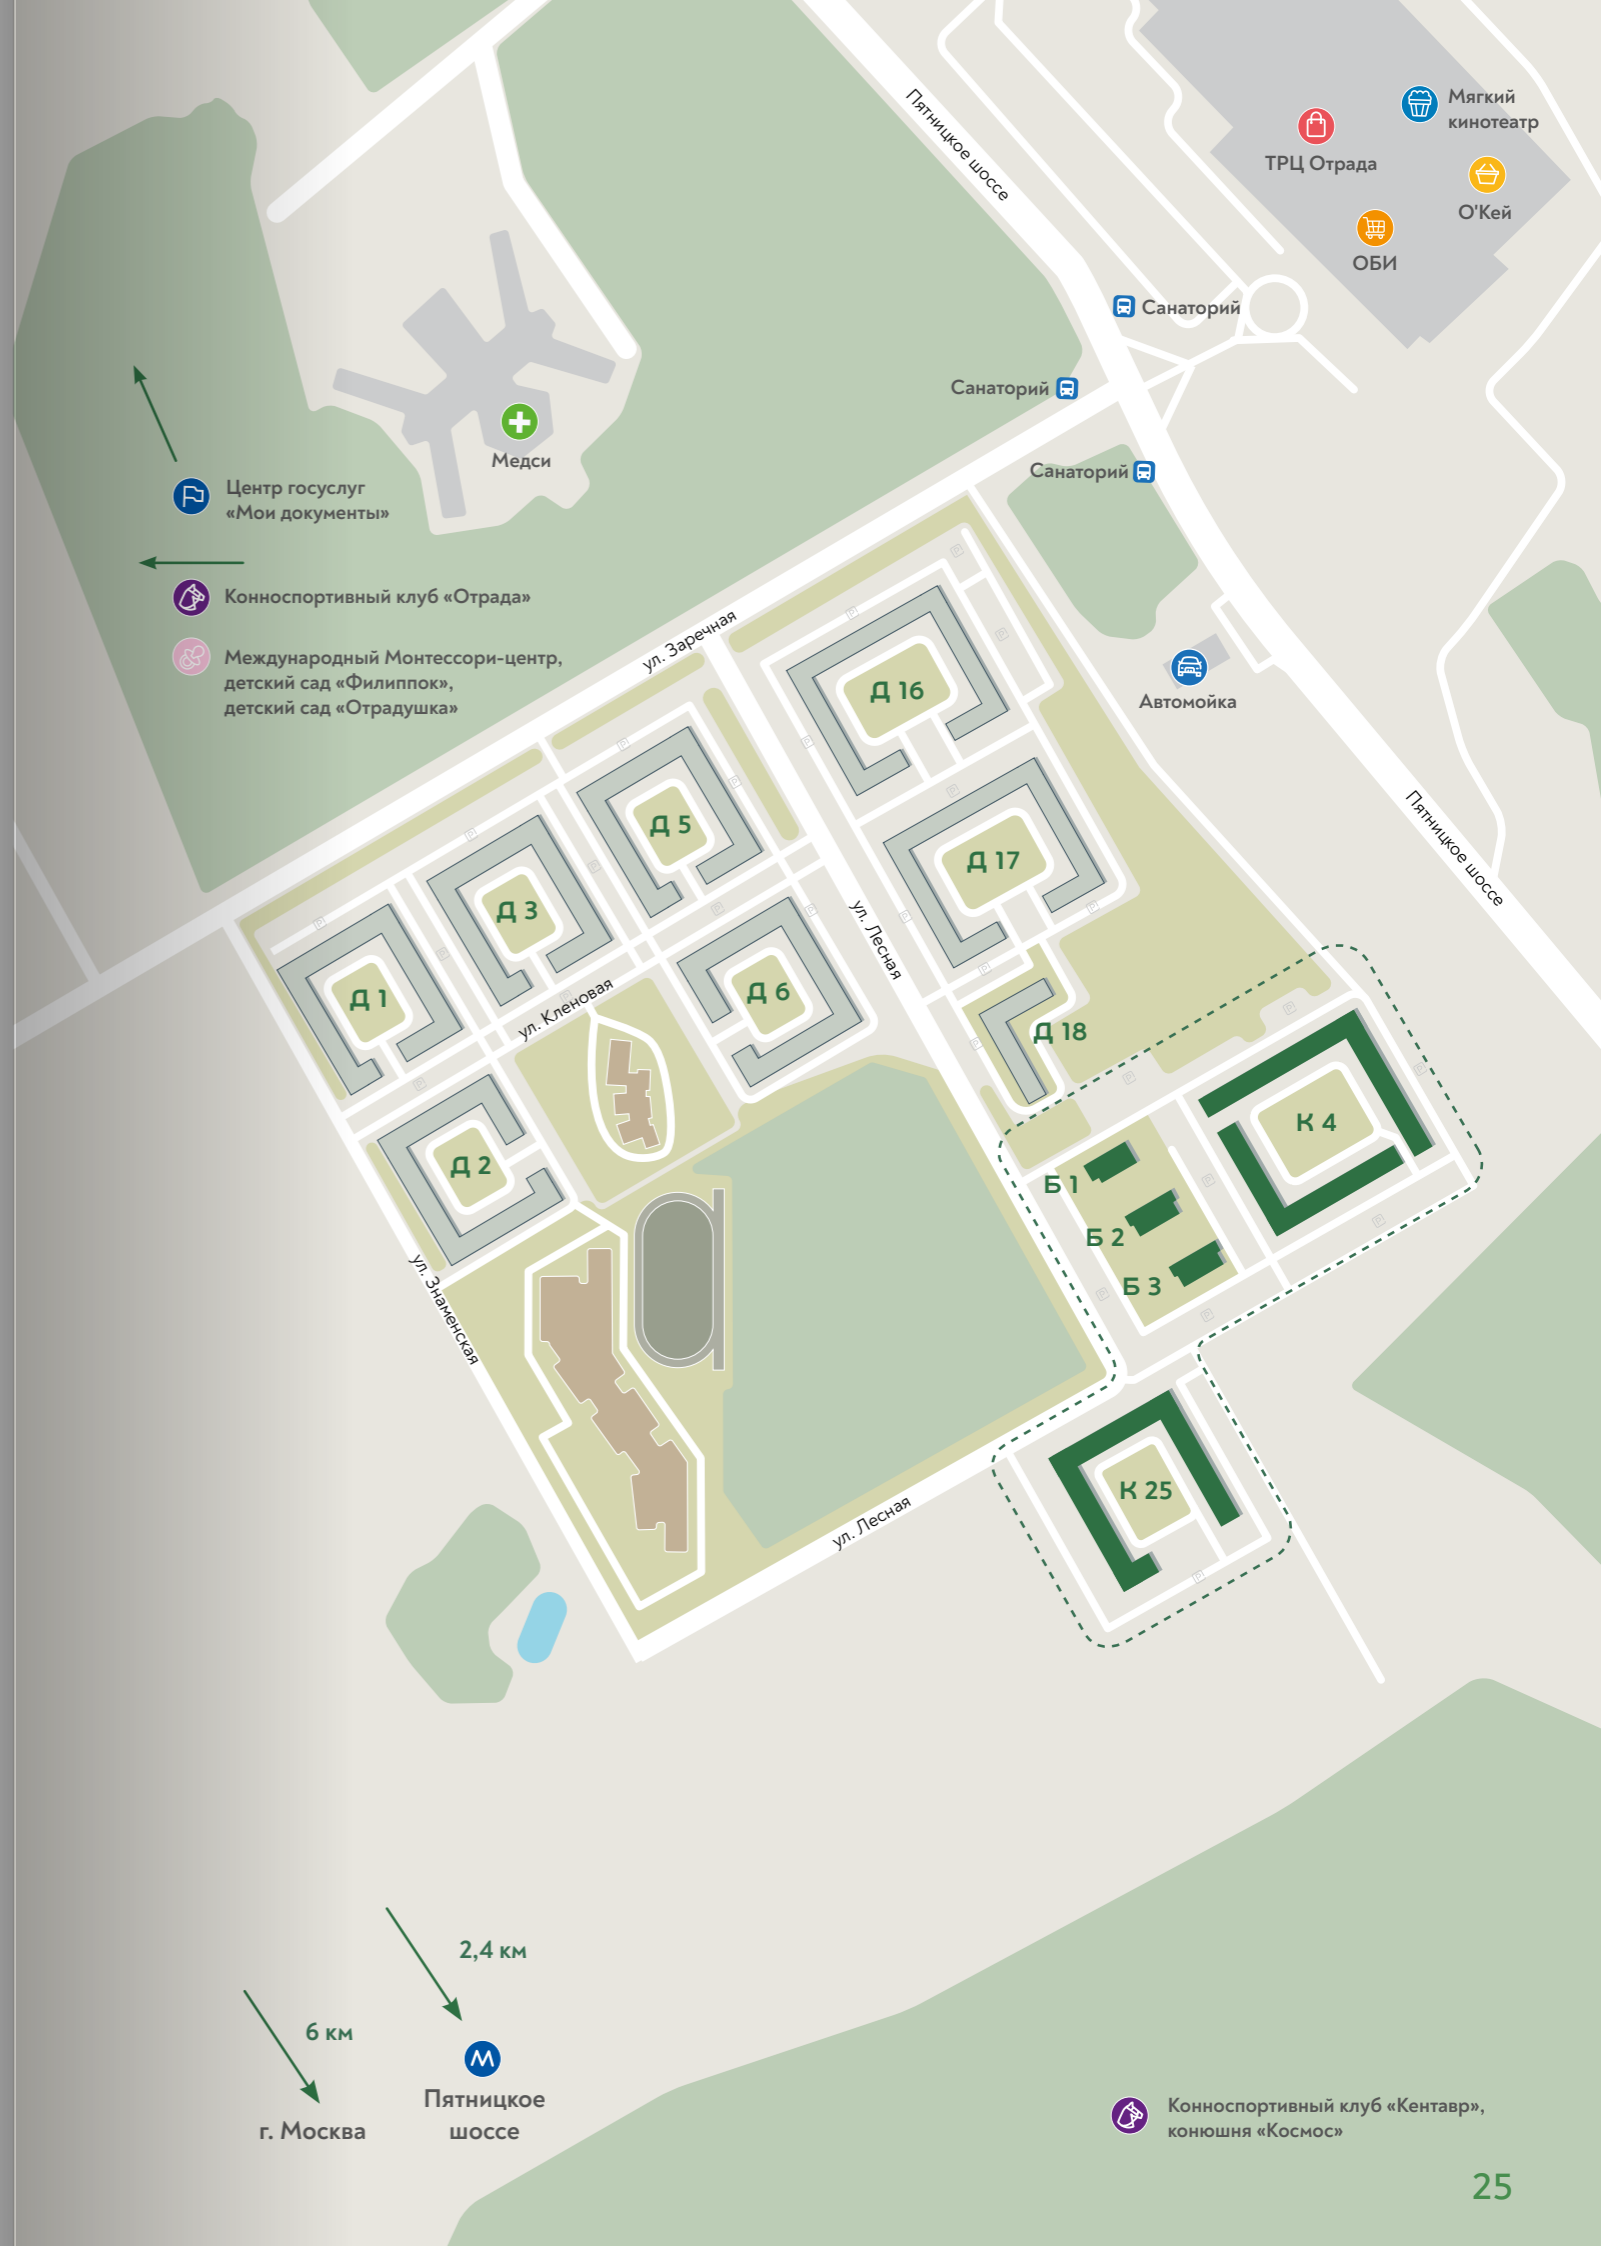 Пятницкое шоссе
Мягкий
кинотеатр
ТРЦ Отрада
О'Кей
ОБИ
Санаторий
Санаторий
Санаторий
Медси
Центр госуслуг
«Мои документы»
Конноспортивный клуб «Отрада»
Международный Монтессори-центр,
детский сад «Филиппок»,
детский сад «Отрадушка»
ул. Заречная
Автомойка
Д 16
Д 5
Д 17
Пятницкое шоссе
Д 3
ул. Лесная
Д 1
Д 6
ул. Кленовая
Д 18
К 4
Д 2
Б 1
Б 2
Б 3
ул. Знаменская
К 25
ул. Лесная
2,4 км
6 км
М
Пятницкое
шоссе
г. Москва
Конноспортивный клуб «Кентавр»,
конюшня «Космос»
25